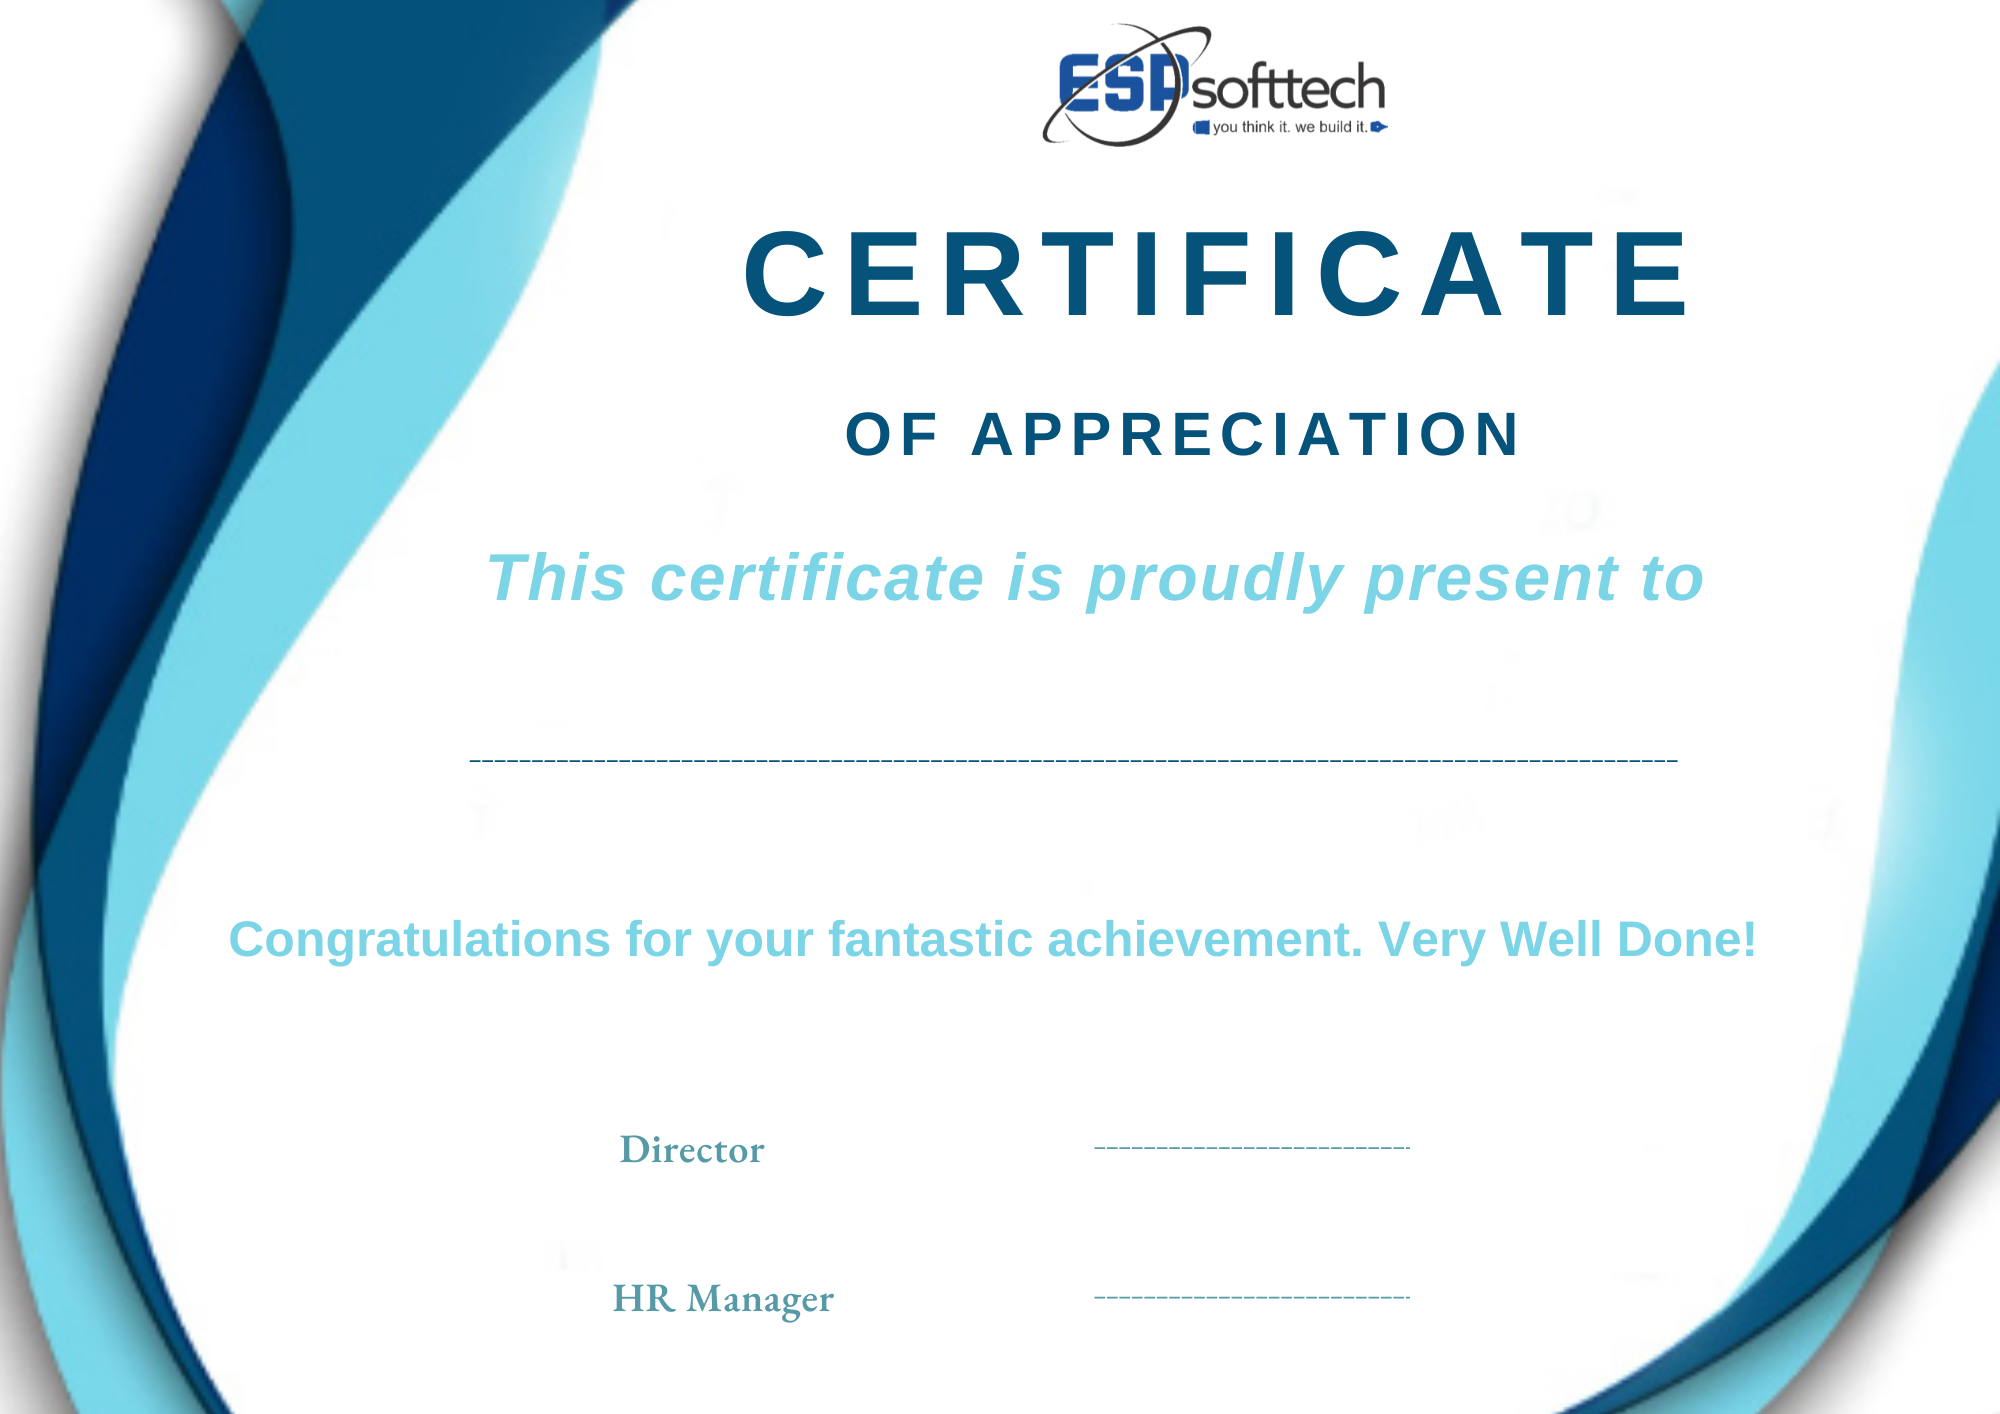 ESPsofttech
you think it. we build it.
CERTIFICATE
OF APPRECIATION
This certificate is proudly present to
Congratulations for your fantastic achievement. Very Well Done!
Director
HR Manager